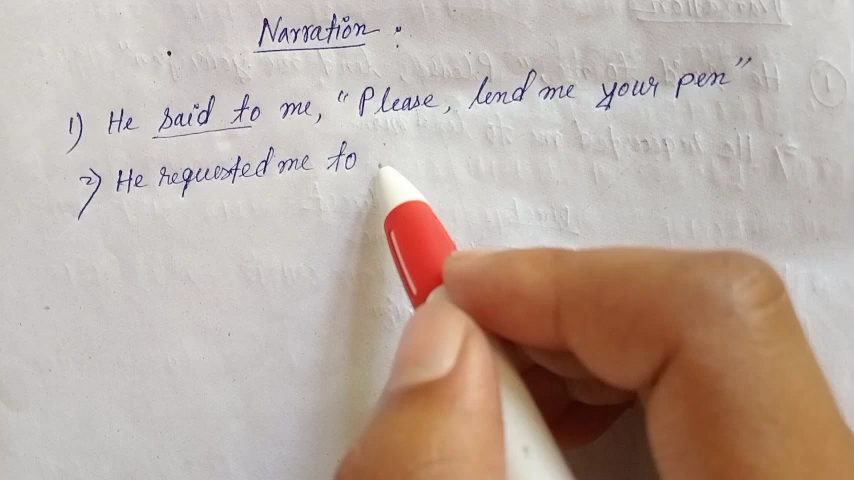 Narration :
1) He said to me, "Please, lend me your pen"
2) He requested me to